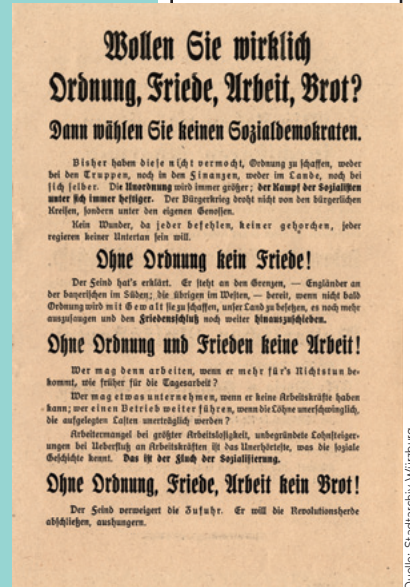 Wollen Sie wirklich
Ordnung, Friede, Arbeit, Brot?
Dann wählen Sie keinen Sozialdemokraten.
Bisher haben diese nicht vermocht, Ordnung zu schaffen, weder
bei den Truppen, noch in den Finanzen, weder im Lande, noch bei
sich selber. Die Unordnung wird immer größer; der Kampf der Sozialisten
unter sich immer heftiger. Der Bürgerkrieg droht nicht von den bürgerlichen
Kreisen, sondern unter den eigenen Genossen.
Kein Wunder, da jeder befehlen, keiner gehorchen, jeder
regieren keiner Untertan sein will.
Ohne Ordnung kein Friede!
Der Feind hat's erklärt. Er steht an den Grenzen, — Engländer an
der bayerischen im Süden; die übrigen im Westen, — bereit, wenn nicht bald
Ordnung wird mit Gewalt sie zu schaffen, unser Land zu besetzen, es noch mehr
auszusaugen und den Friedensschluß noch weiter hinauszuschieben.
Ohne Ordnung und Frieden keine Arbeit!
Wer mag denn arbeiten, wenn er mehr für's Nichtstun be-
kommt, wie früher für die Tagesarbeit?
Wer mag etwas unternehmen, wenn er keine Arbeitskräfte haben
kann; wer einen Betrieb weiter führen, wenn die Löhne unerschwinglich,
die aufgelegten Lasten unerträglich werden?
Arbeitermangel bei größter Arbeitslosigkeit, unbegründete Lohnsteiger-
ungen bei Ueberfluß an Arbeitskräften ist das Unerhörteste, was die soziale
Geschichte kennt. Das ist der Fluch der Sozialisierung.
Ohne Ordnung, Friede, Arbeit kein Brot!
Der Feind verweigert die Zufuhr. Er will die Revolutionsherde
abschließen, aushungern.
Quelle: Stadtarchiv Würzburg